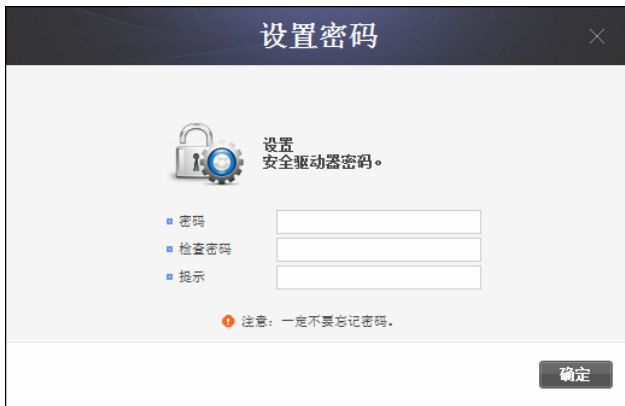 设置密码
设置
安全驱动器密码。
密码
检查密码
提示
注意：一定不要忘记密码。
确定